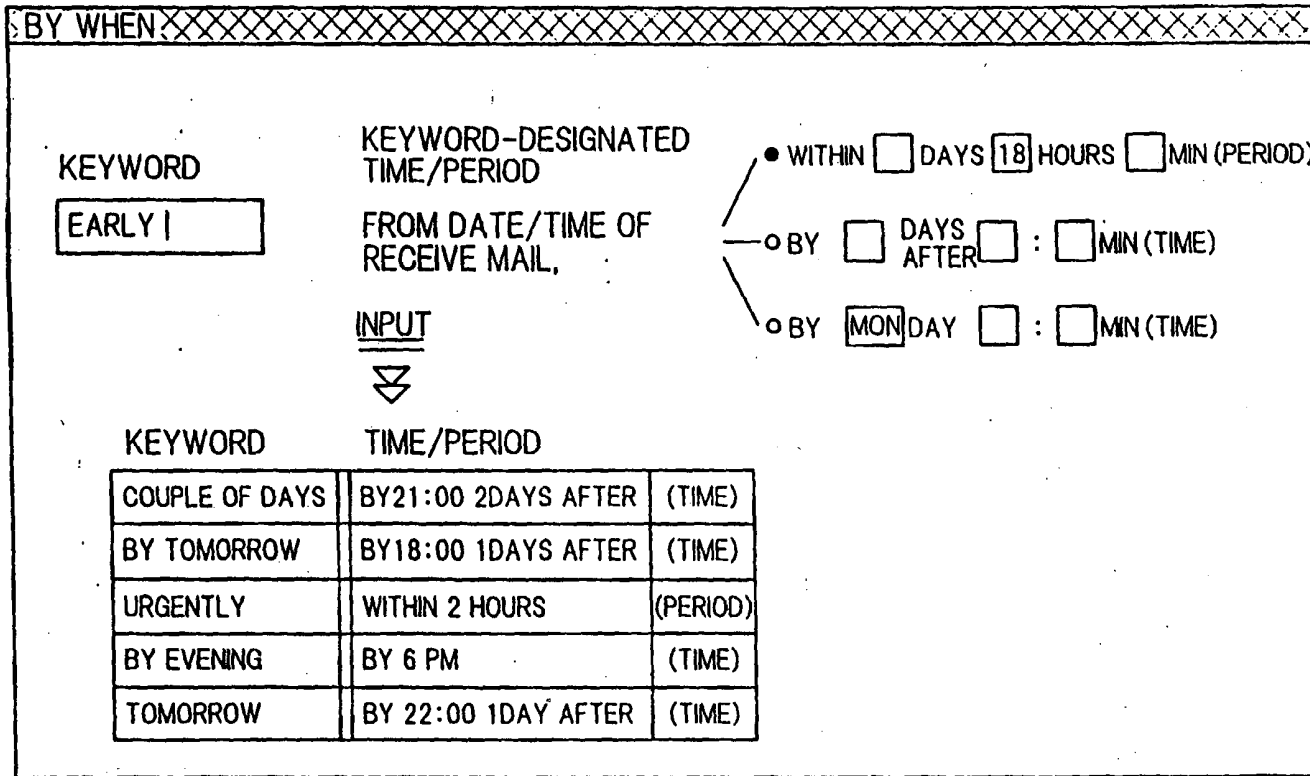 BY WHEN
KEYWORD
EARLY
KEYWORD-DESIGNATED
TIME/PERIOD
FROM DATE/TIME OF
RECEIVE MAIL,
WITHIN DAYS 18 HOURS MIN (PERIOD)
BY DAYS AFTER : MIN (TIME)
BY MON DAY : MIN (TIME)
INPUT
KEYWORD TIME/PERIOD
COUPLE OF DAYS BY21:00 2DAYS AFTER (TIME)
BY TOMORROW BY18:00 1DAYS AFTER (TIME)
URGENTLY WITHIN 2 HOURS (PERIOD)
BY EVENING BY 6 PM (TIME)
TOMORROW BY 22:00 1DAY AFTER (TIME)